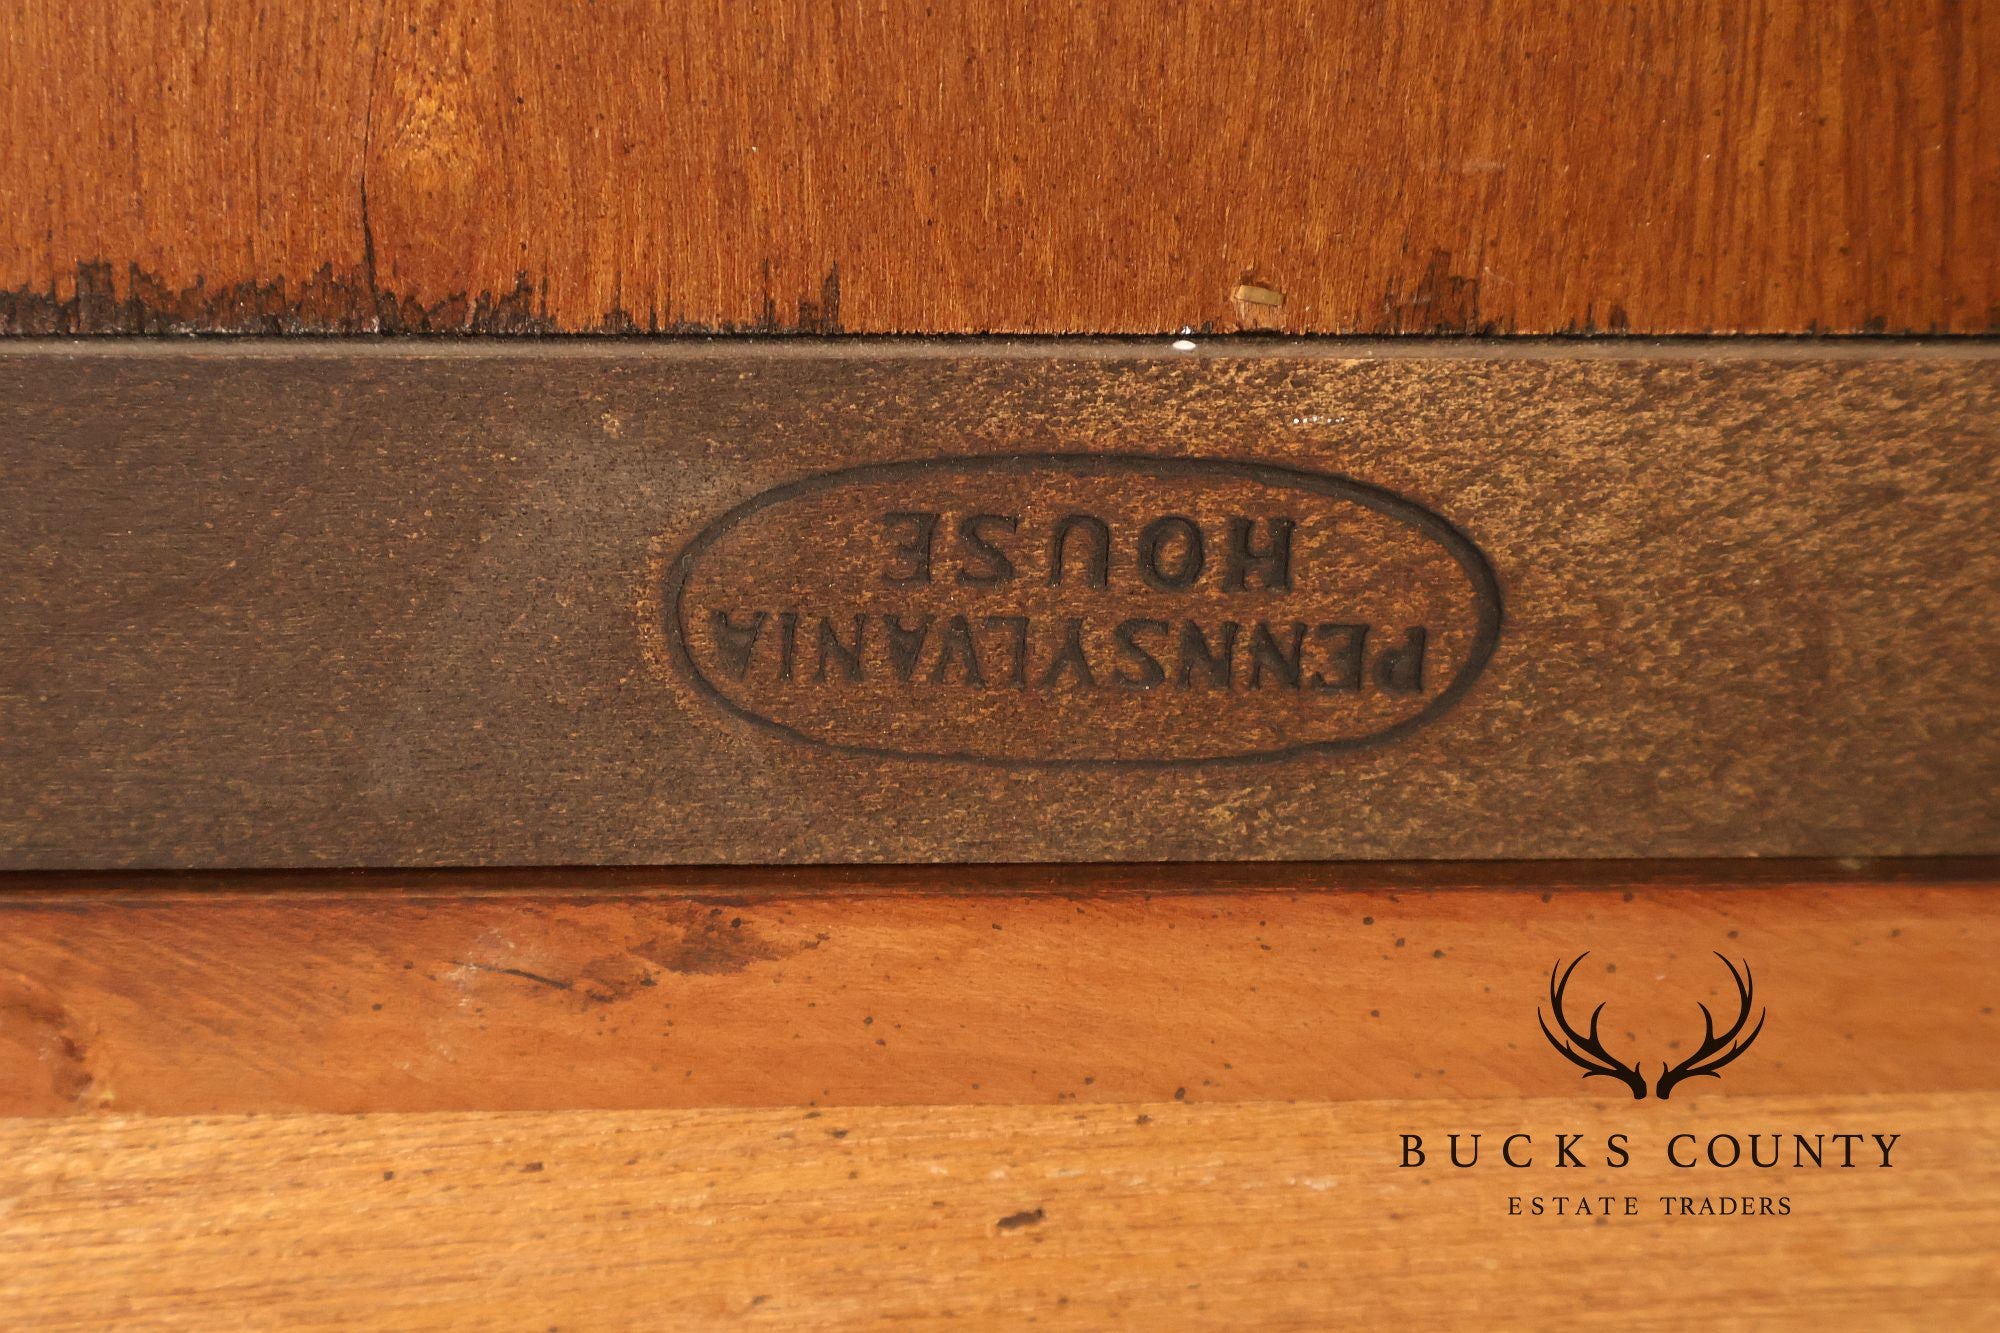 PENNSYLVANIA
HOUSE
BUCKS COUNTY
ESTATE TRADERS